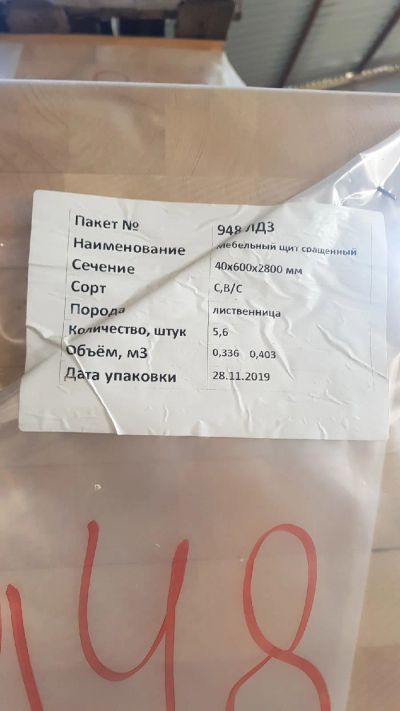 Пакет № 948 ЛДЗ
Наименование Мебельный щит сращенный
Сечение 40х600х2800 мм
Сорт С,В/С
Порода лиственница
Количество, штук 5,6
Объём, м3 0,336 0,403
Дата упаковки 28.11.2019
948